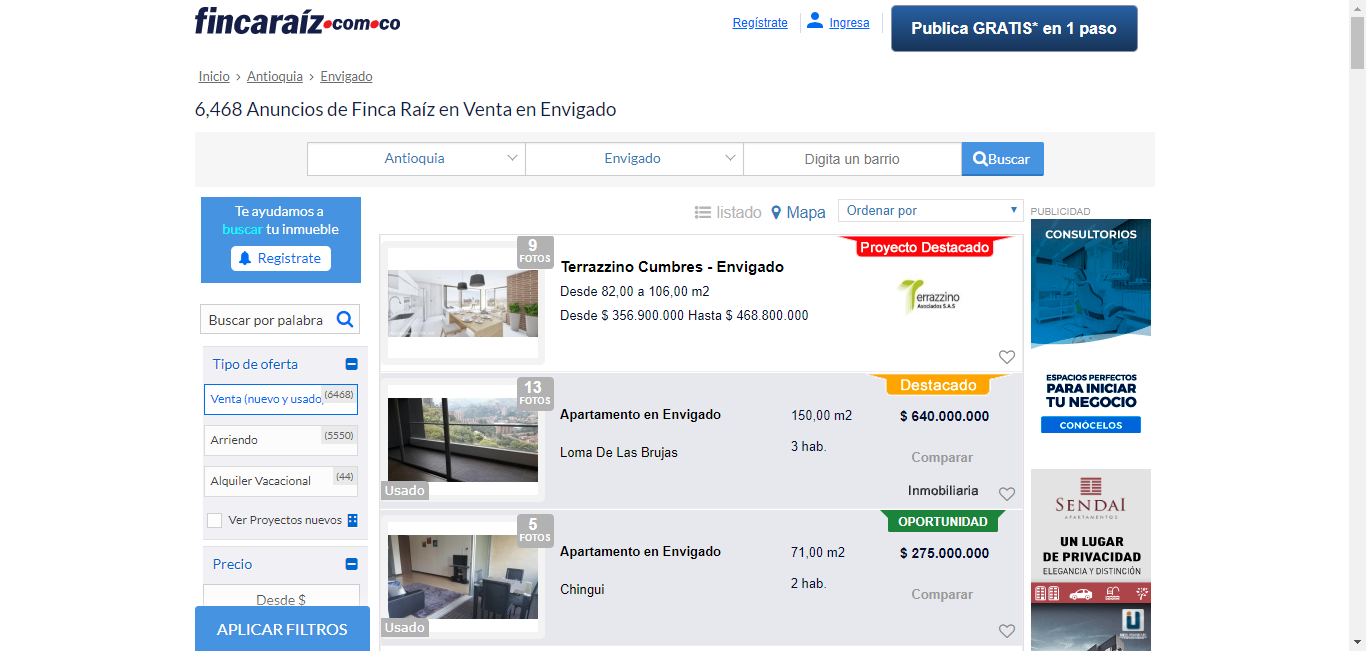 fincaraíz.com.co
Regístrate
Ingresa
Publica GRATIS* en 1 paso
Inicio > Antioquia > Envigado
6,468 Anuncios de Finca Raíz en Venta en Envigado
Antioquia
Envigado
Digita un barrio
Buscar
Te ayudamos a
buscar tu inmueble
Registrate
Buscar por palabra
Tipo de oferta
Venta (nuevo y usado) (6468)
Arriendo (5550)
Alquiler Vacacional (44)
Ver Proyectos nuevos
Precio
Desde $
APLICAR FILTROS
listado
Mapa
Ordenar por
9
FOTOS
Terrazzino Cumbres - Envigado
Desde 82,00 a 106,00 m2
Desde $ 356.900.000 Hasta $ 468.800.000
Proyecto Destacado
Terrazzino
Asociados S.A.S
13
FOTOS
Usado
Apartamento en Envigado
Loma De Las Brujas
150,00 m2
3 hab.
Destacado
$ 640.000.000
Comparar
Inmobiliaria
5
FOTOS
Usado
Apartamento en Envigado
Chingui
71,00 m2
2 hab.
OPORTUNIDAD
$ 275.000.000
Comparar
PUBLICIDAD
CONSULTORIOS
ESPACIOS PERFECTOS
PARA INICIAR
TU NEGOCIO
CONÓCELOS
SENDAI
APARTAMENTOS
UN LUGAR
DE PRIVACIDAD
ELEGANCIA Y DISTINCIÓN